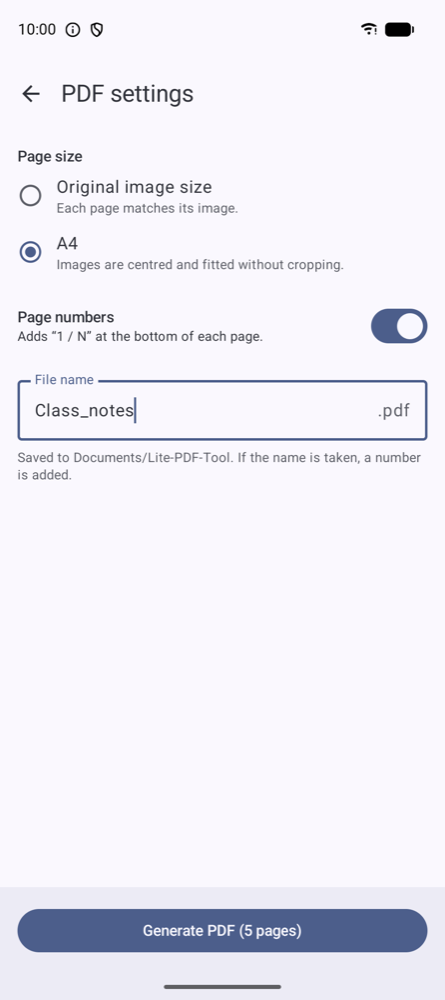 10:00
PDF settings
Page size
Original image size
Each page matches its image.
A4
Images are centred and fitted without cropping.
Page numbers
Adds “1 / N” at the bottom of each page.
File name
Class_notes .pdf
Saved to Documents/Lite-PDF-Tool. If the name is taken, a number
is added.
Generate PDF (5 pages)